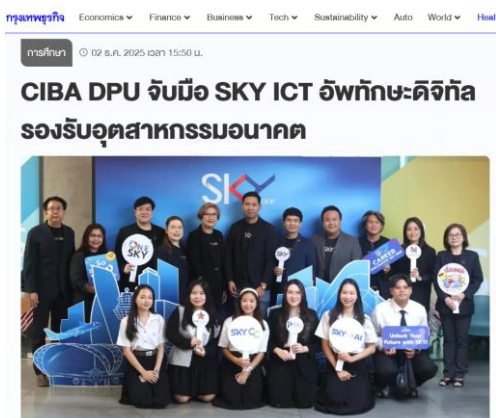 กรุงเทพธุรกิจ Economics Finance Business Tech Sustainability Auto World Heal
การศึกษา 02 ธ.ค. 2025 เวลา 15:50 น.
CIBA DPU จับมือ SKY ICT อัพทักษะดิจิทัล
รองรับอุตสาหกรรมอนาคต
SKY
ONE
SKY
SKY
CAREER
M
SKY C
SKY AI
Unlock Your
Future with SKY!